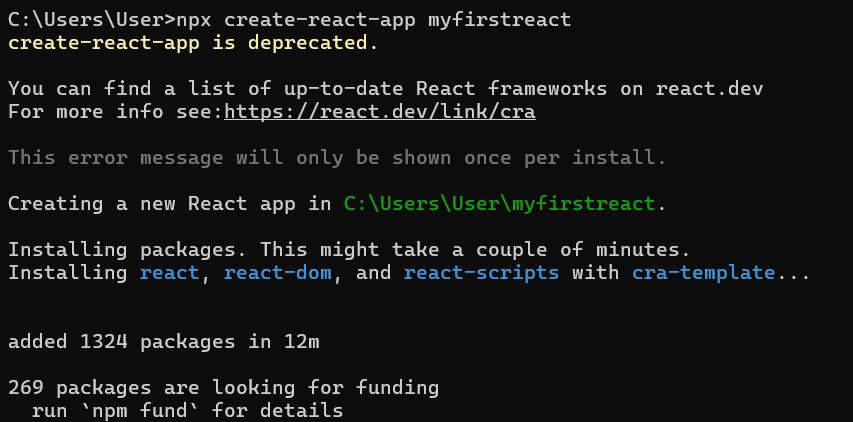 C:\Users\User>npx create-react-app myfirstreact
create-react-app is deprecated.
You can find a list of up-to-date React frameworks on react.dev
For more info see:https://react.dev/link/cra
This error message will only be shown once per install.
Creating a new React app in C:\Users\User\myfirstreact.
Installing packages. This might take a couple of minutes.
Installing react, react-dom, and react-scripts with cra-template...
added 1324 packages in 12m
269 packages are looking for funding
  run `npm fund` for details